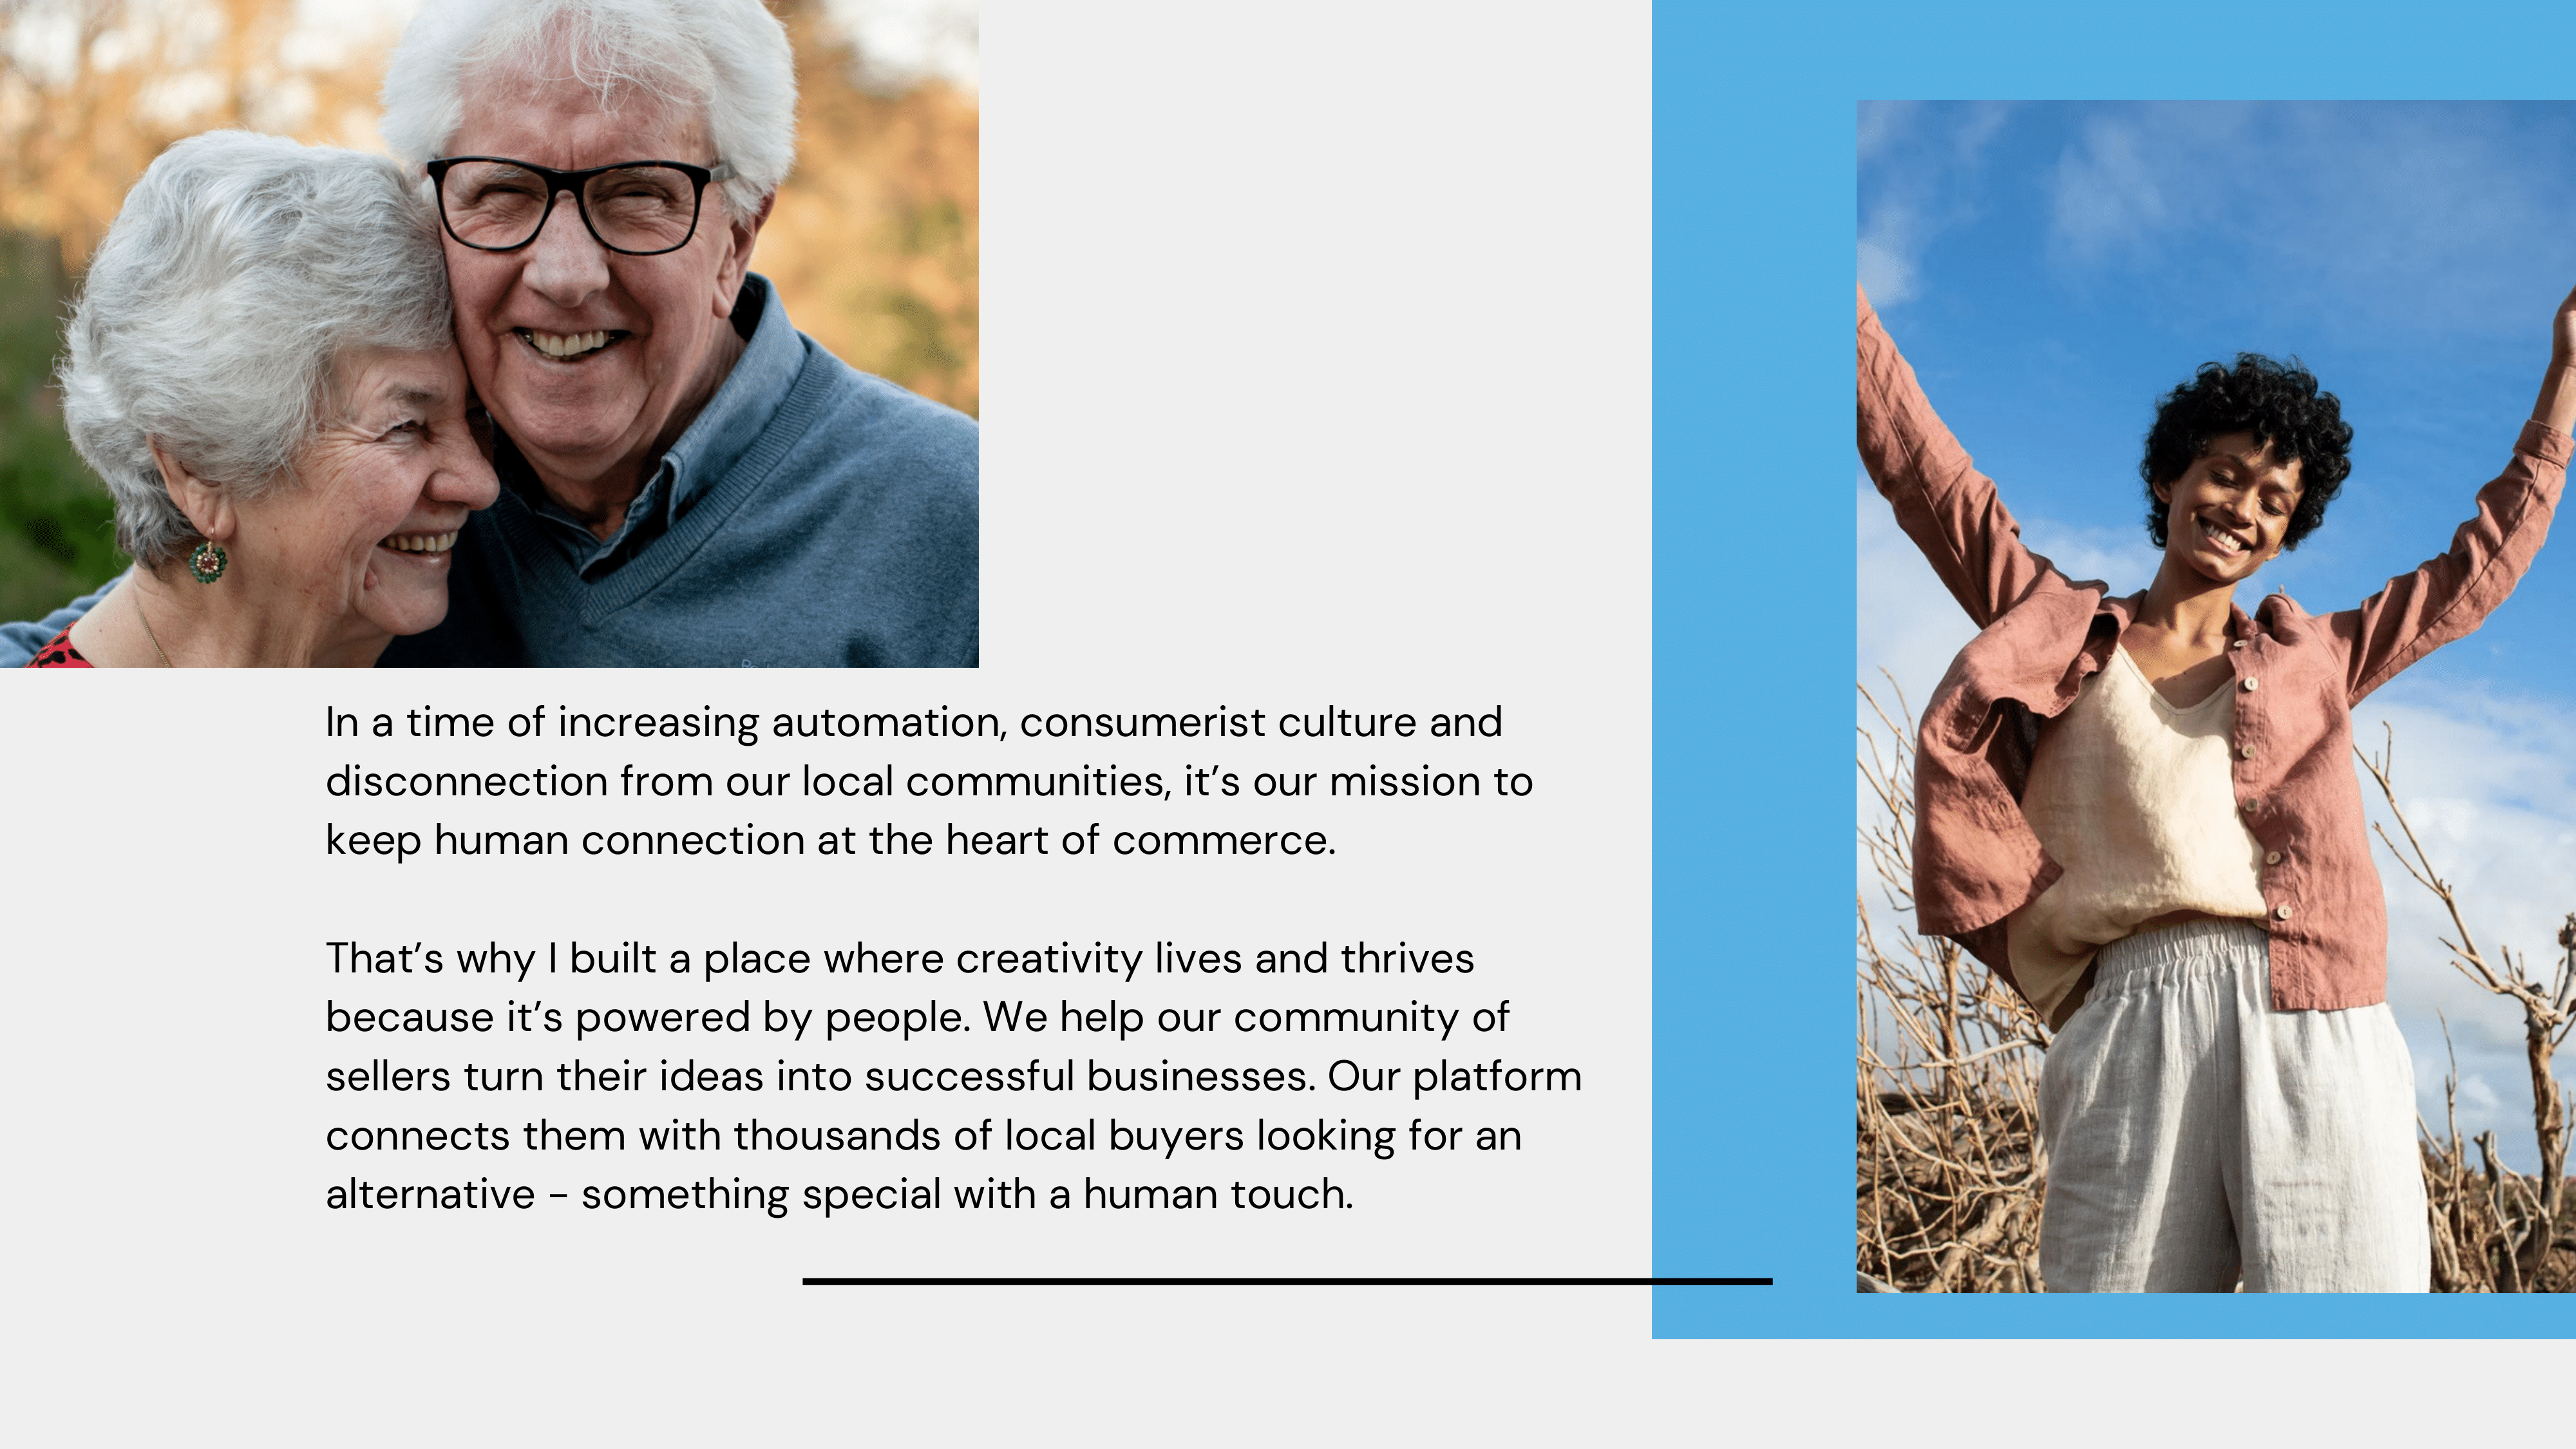 In a time of increasing automation, consumerist culture and
disconnection from our local communities, it’s our mission to
keep human connection at the heart of commerce.
That’s why I built a place where creativity lives and thrives
because it’s powered by people. We help our community of
sellers turn their ideas into successful businesses. Our platform
connects them with thousands of local buyers looking for an
alternative - something special with a human touch.